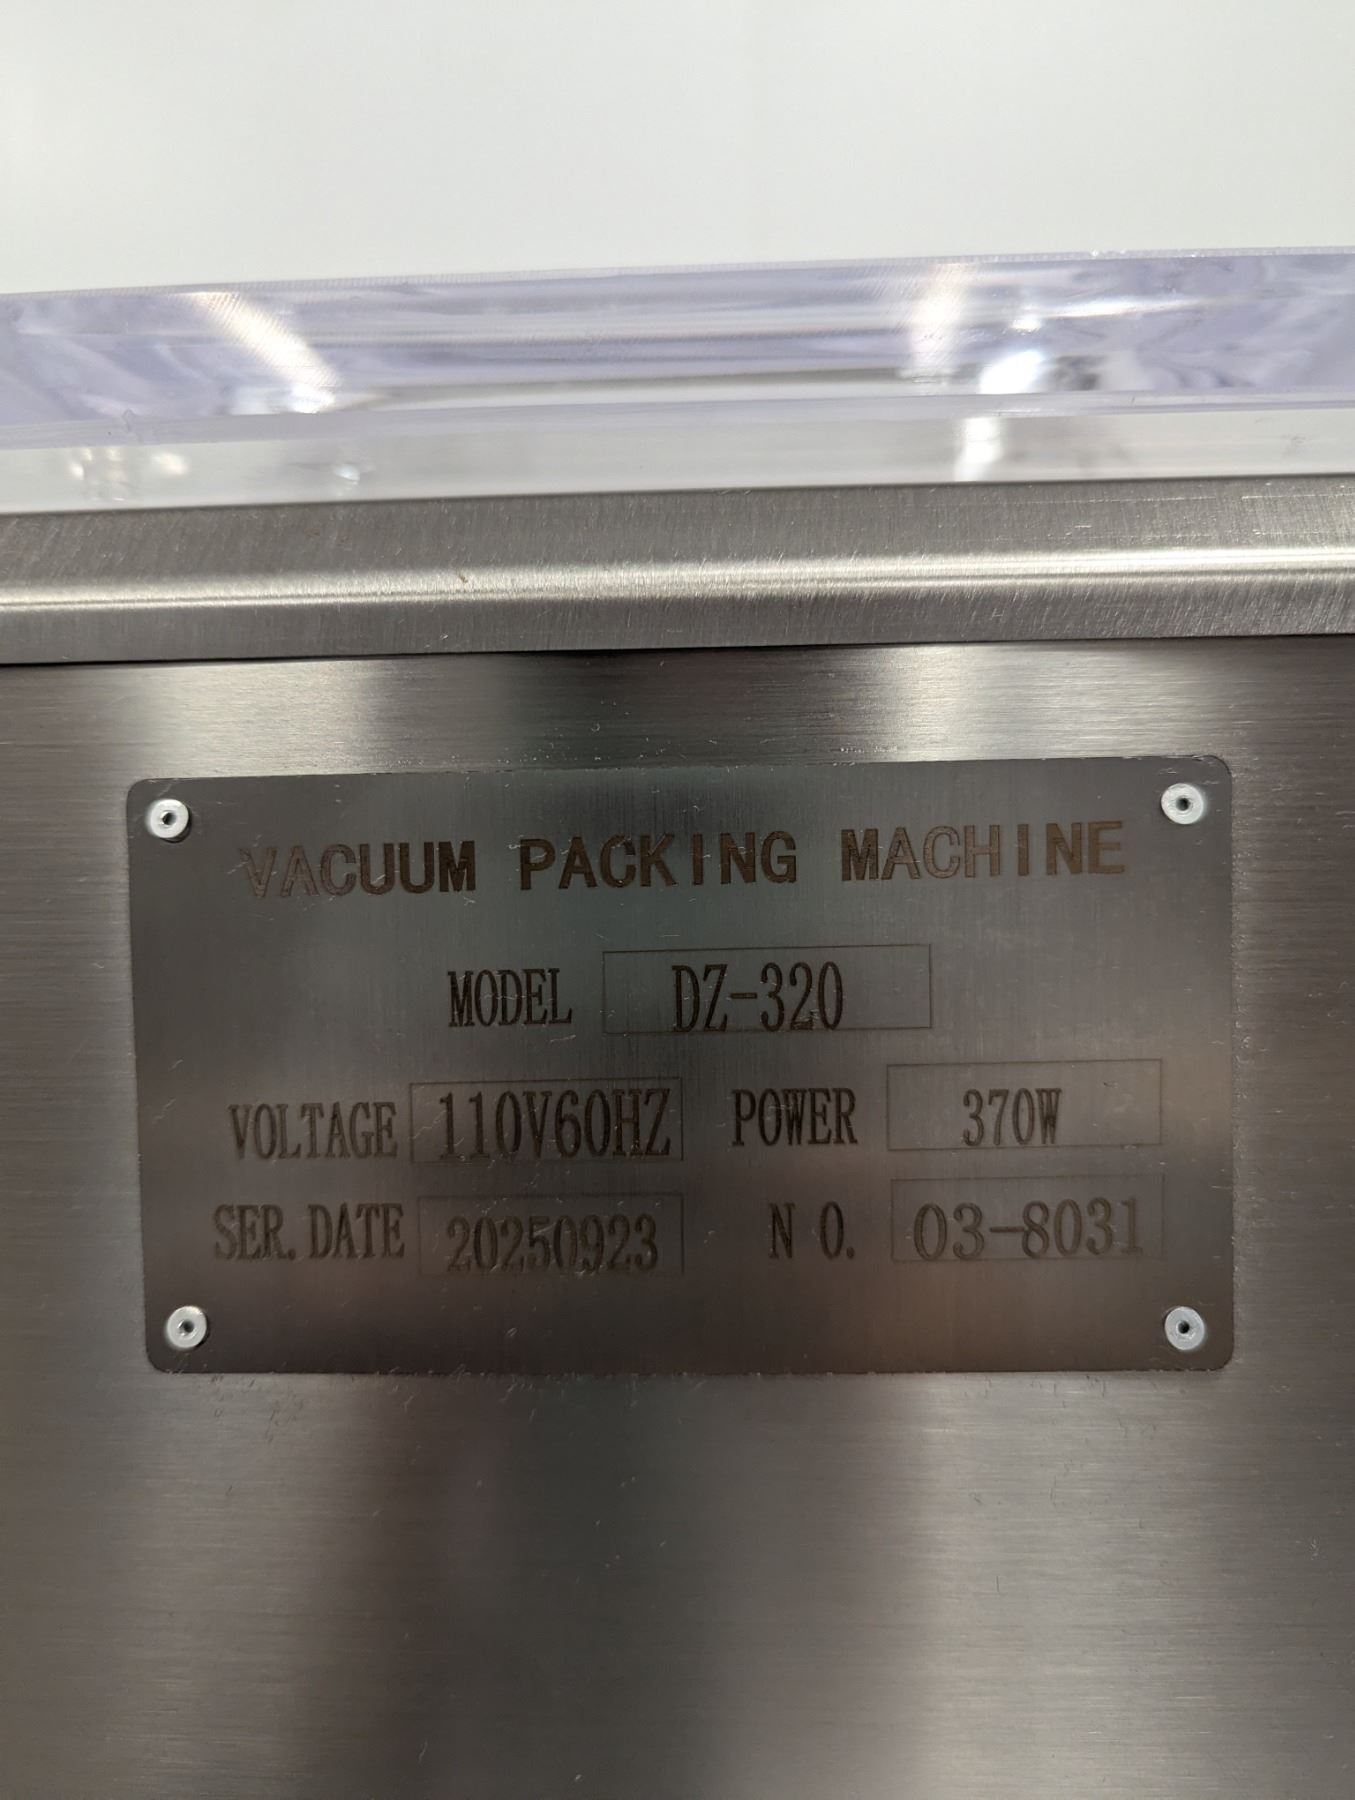 VACUUM PACKING MACHINE
MODEL DZ-320
VOLTAGE 110V60HZ POWER 370W
SER. DATE 20250923 N O. 03-8031